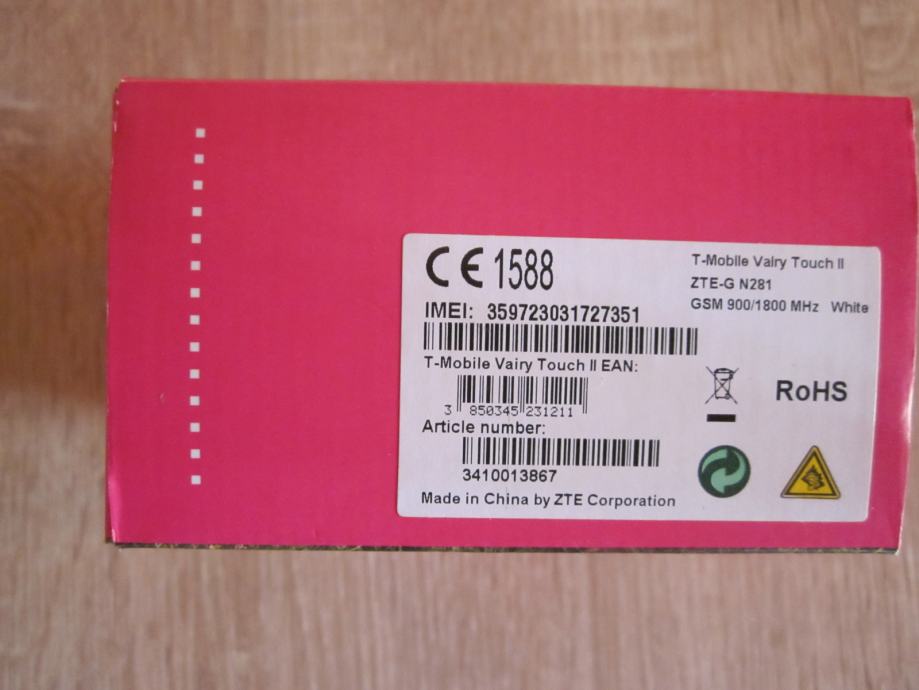 CE 1588
T-Mobile Vairy Touch II
ZTE-G N281
GSM 900/1800 MHz White
IMEI: 359723031727351
T-Mobile Vairy Touch II EAN:
3 850345 231211
Article number:
3410013867
Made in China by ZTE Corporation
RoHS